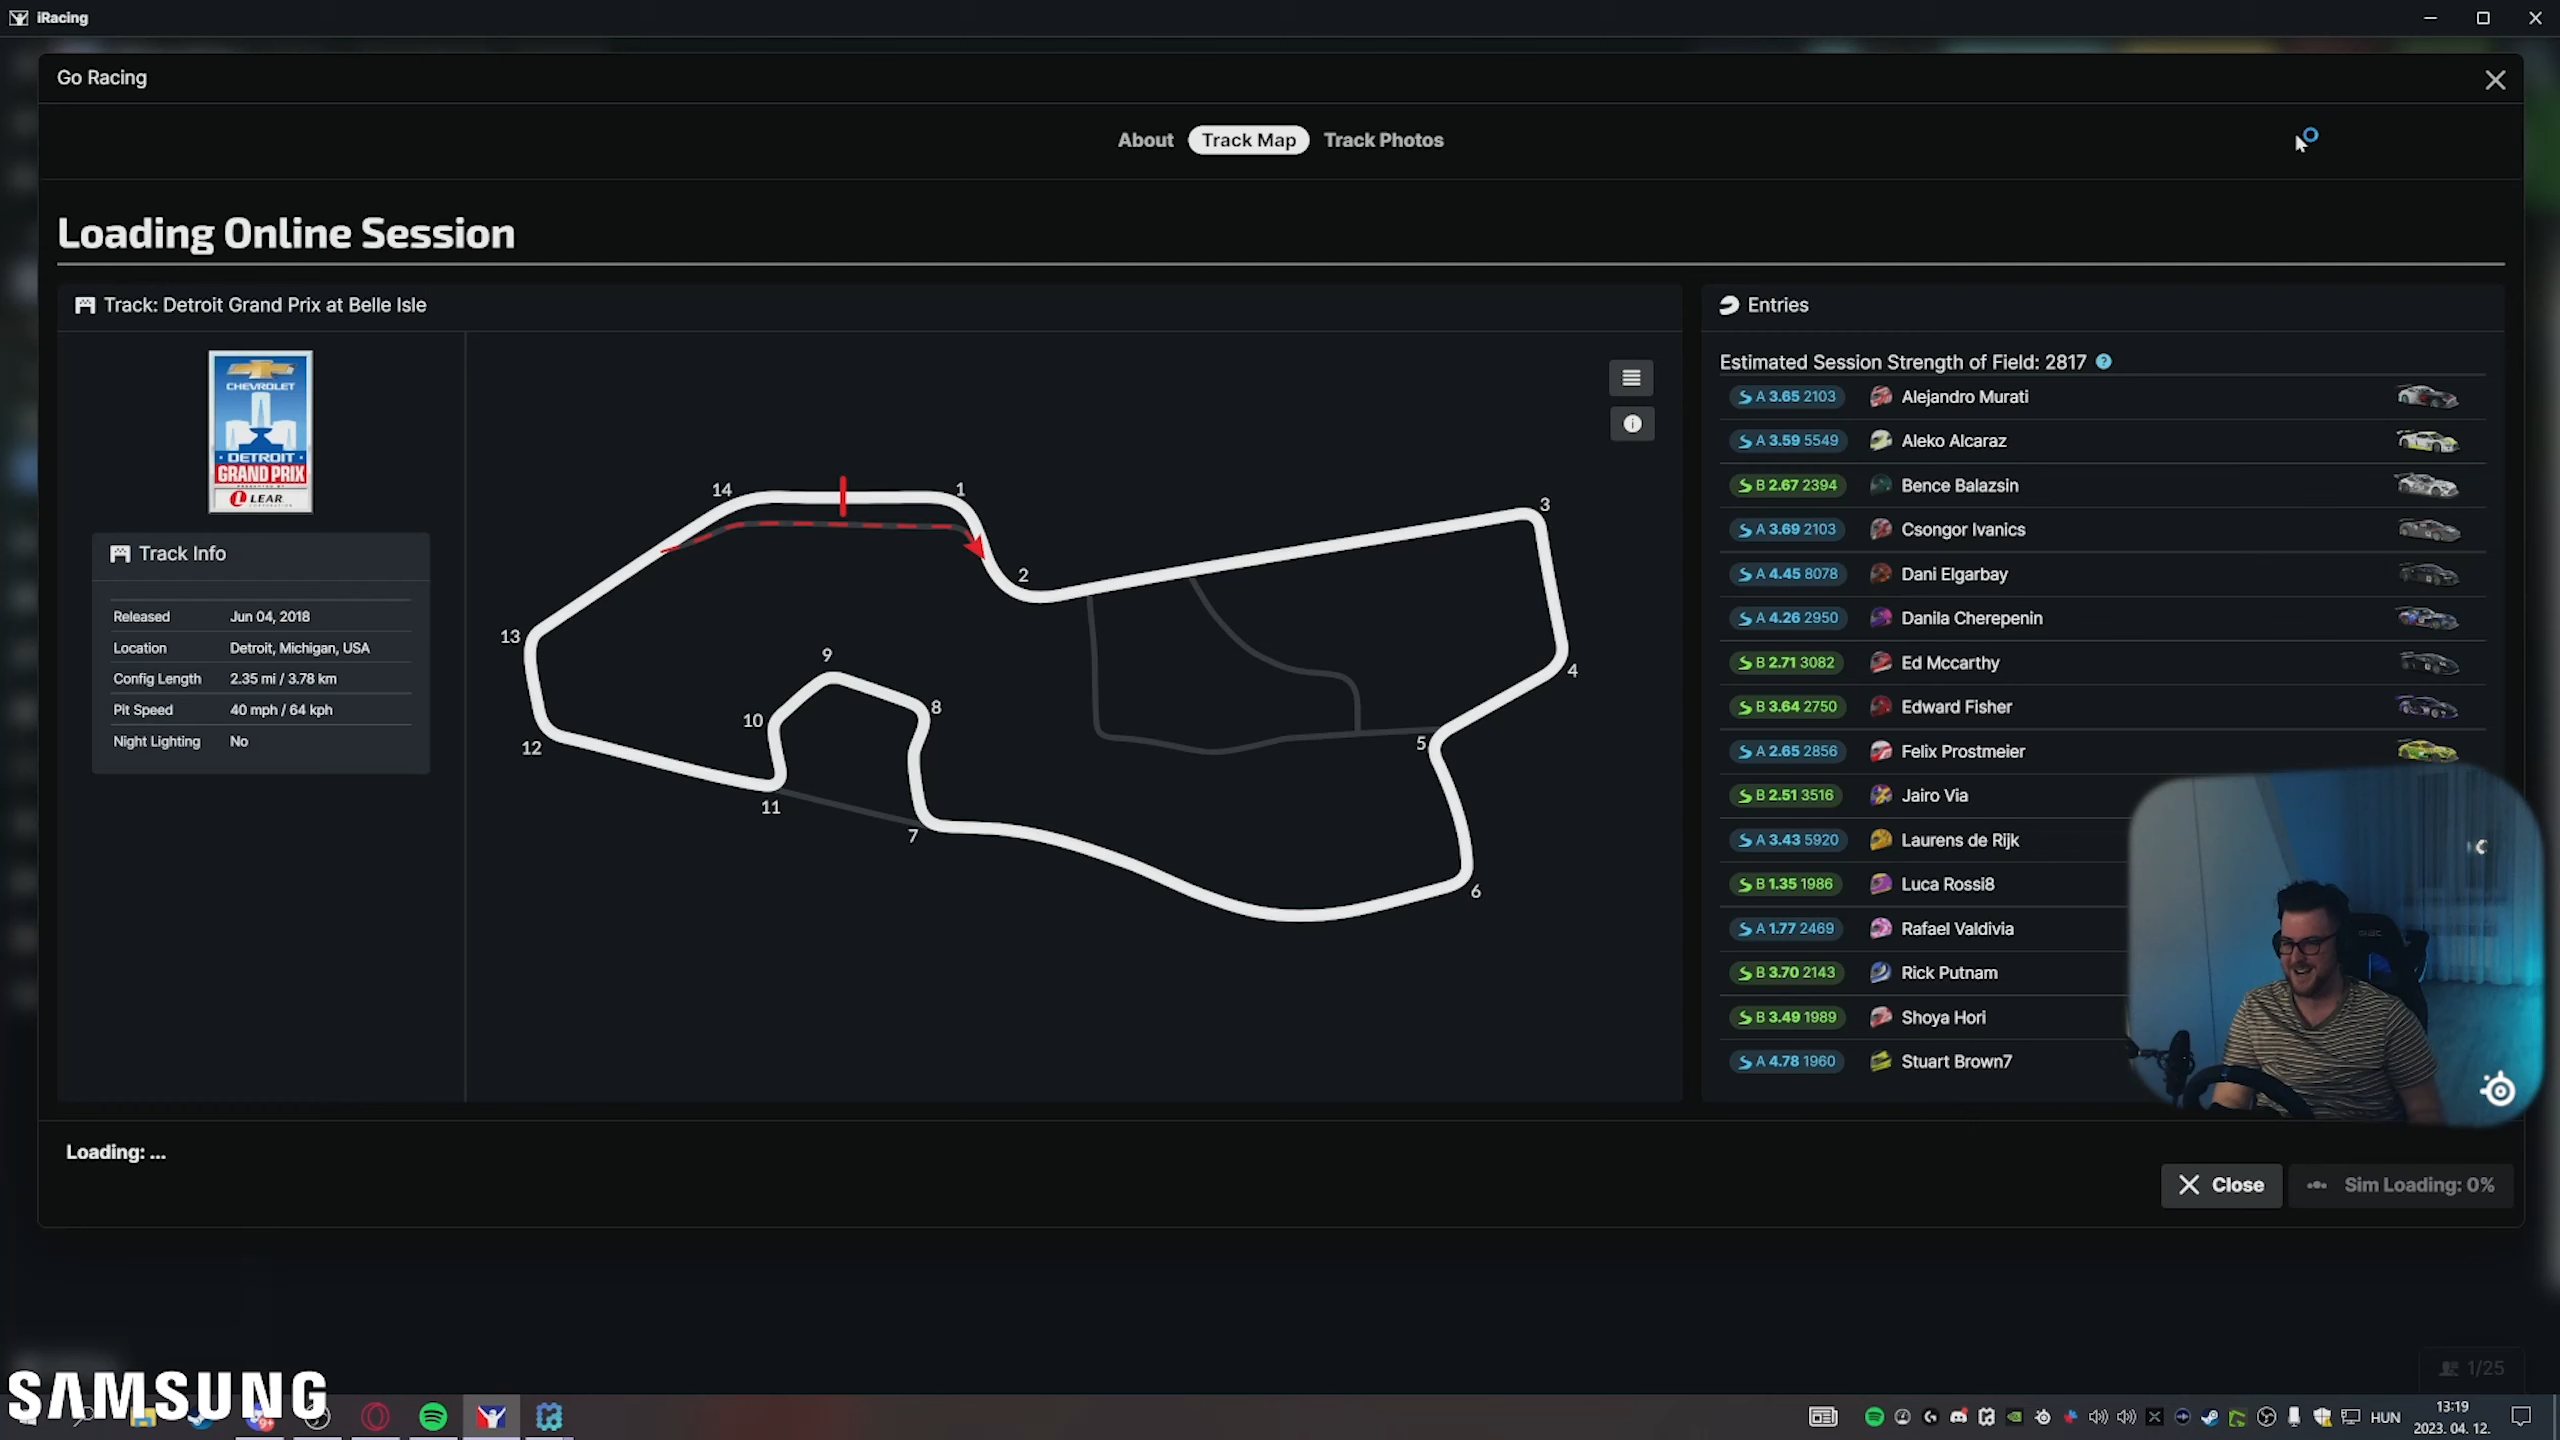 iRacing
Go Racing
About Track Map Track Photos
Loading Online Session
Track: Detroit Grand Prix at Belle Isle
CHEVROLET
DETROIT
GRAND PRIX
LEAR
Track Info
Released Jun 04, 2018
Location Detroit, Michigan, USA
Config Length 2.35 mi / 3.78 km
Pit Speed 40 mph / 64 kph
Night Lighting No
14
1
2
3
4
5
6
7
8
9
10
11
12
13
Entries
Estimated Session Strength of Field: 2817 ?
A 3.65 2103 Alejandro Murati
A 3.59 5549 Aleko Alcaraz
B 2.67 2394 Bence Balazsin
A 3.69 2103 Csongor Ivanics
A 4.45 8078 Dani Elgarbay
A 4.26 2950 Danila Cherepenin
B 2.71 3082 Ed Mccarthy
B 3.64 2750 Edward Fisher
A 2.65 2856 Felix Prostmeier
B 2.51 3516 Jairo Via
A 3.43 5920 Laurens de Rijk
B 1.35 1986 Luca Rossi8
A 1.77 2469 Rafael Valdivia
B 3.70 2143 Rick Putnam
B 3.49 1989 Shoya Hori
A 4.78 1960 Stuart Brown7
Loading: ...
Close
Sim Loading: 0%
1/25
SAMSUNG
9+
HUN
13:19
2023. 04. 12.